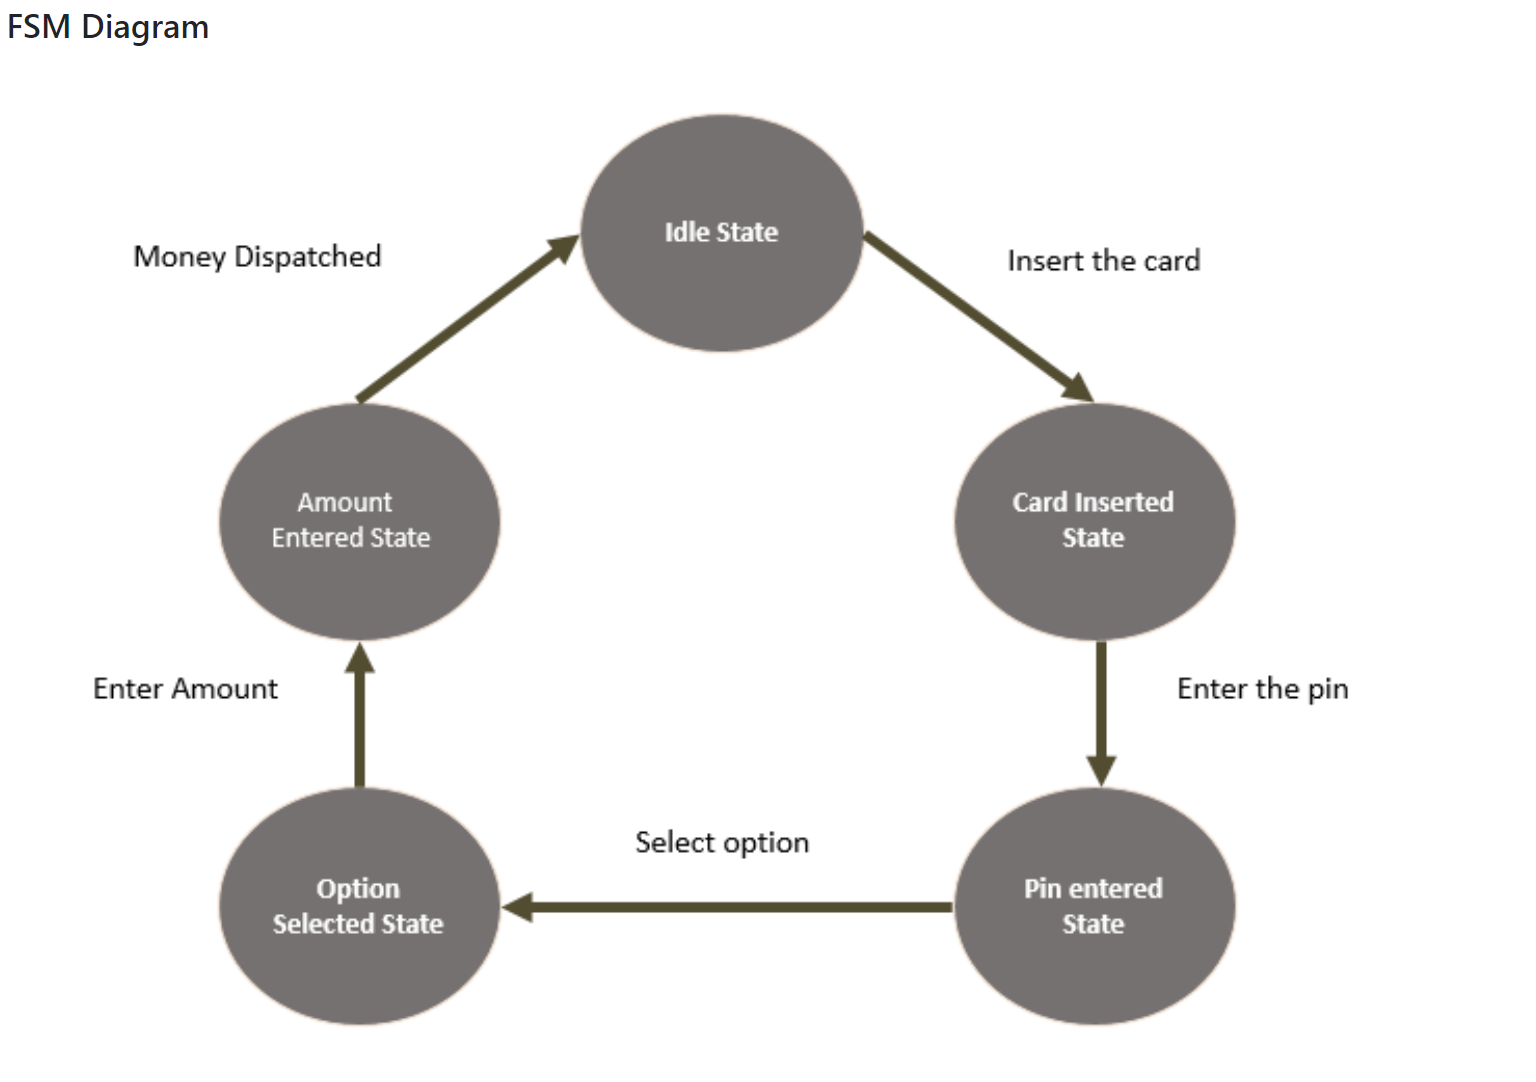 FSM Diagram
Idle State
Money Dispatched
Insert the card
Amount
Entered State
Card Inserted
State
Enter Amount
Enter the pin
Select option
Option
Selected State
Pin entered
State